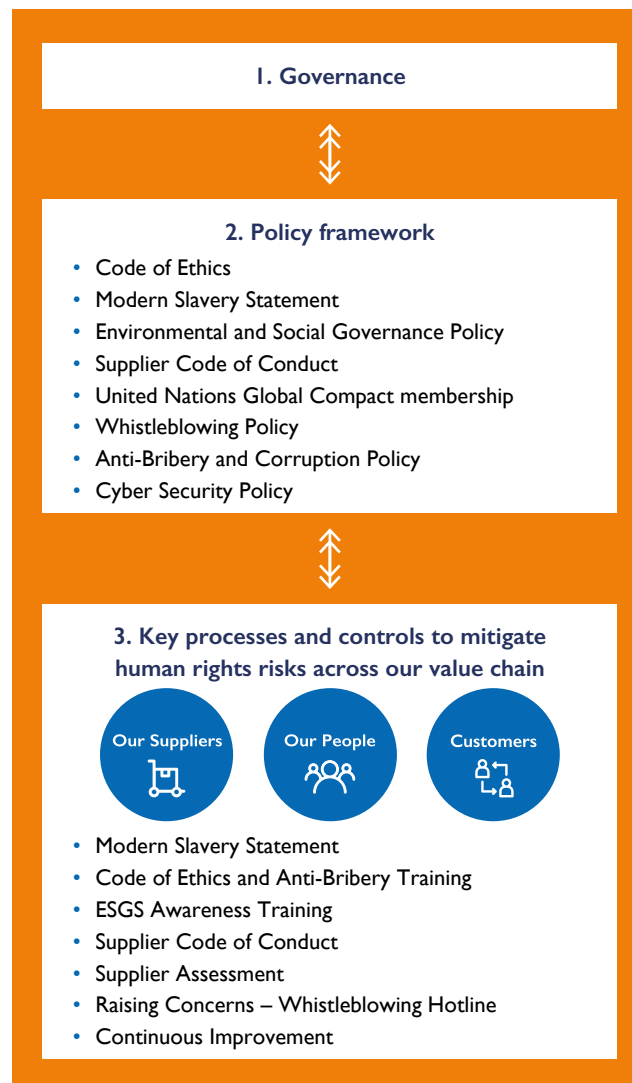 1. Governance
2. Policy framework
• Code of Ethics
• Modern Slavery Statement
• Environmental and Social Governance Policy
• Supplier Code of Conduct
• United Nations Global Compact membership
• Whistleblowing Policy
• Anti-Bribery and Corruption Policy
• Cyber Security Policy
3. Key processes and controls to mitigate
human rights risks across our value chain
Our Suppliers
Our People
Customers
• Modern Slavery Statement
• Code of Ethics and Anti-Bribery Training
• ESGS Awareness Training
• Supplier Code of Conduct
• Supplier Assessment
• Raising Concerns – Whistleblowing Hotline
• Continuous Improvement